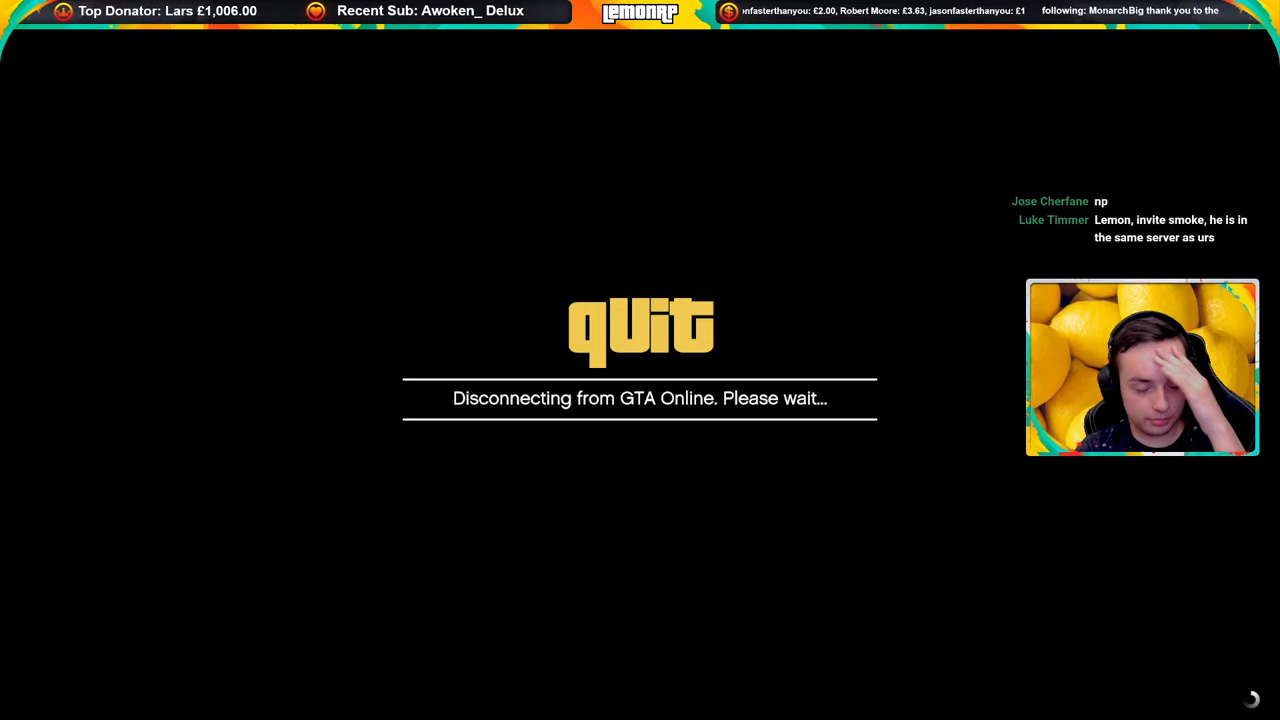 Top Donator: Lars £1,006.00
Recent Sub: Awoken_ Delux
LEMONRP
onfasterthanyou: £2.00, Robert Moore: £3.63, jasonfasterthanyou: £1
following: MonarchBig thank you to the
Jose Cherfane np
Luke Timmer Lemon, invite smoke, he is in
the same server as urs
quit
Disconnecting from GTA Online. Please wait...